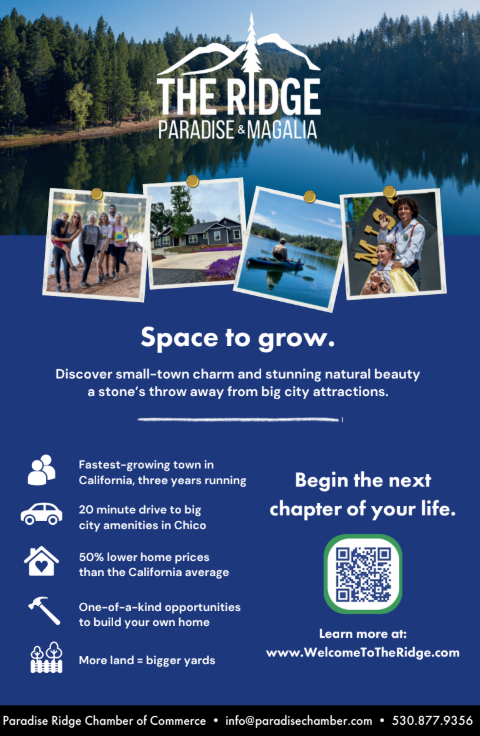 THE RIDGE
PARADISE & MAGALIA
Space to grow.
Discover small-town charm and stunning natural beauty
a stone's throw away from big city attractions.
Fastest-growing town in
California, three years running
20 minute drive to big
city amenities in Chico
50% lower home prices
than the California average
One-of-a-kind opportunities
to build your own home
More land = bigger yards
Begin the next
chapter of your life.
Learn more at:
www.WelcomeToTheRidge.com
Paradise Ridge Chamber of Commerce • info@paradisechamber.com • 530.877.9356